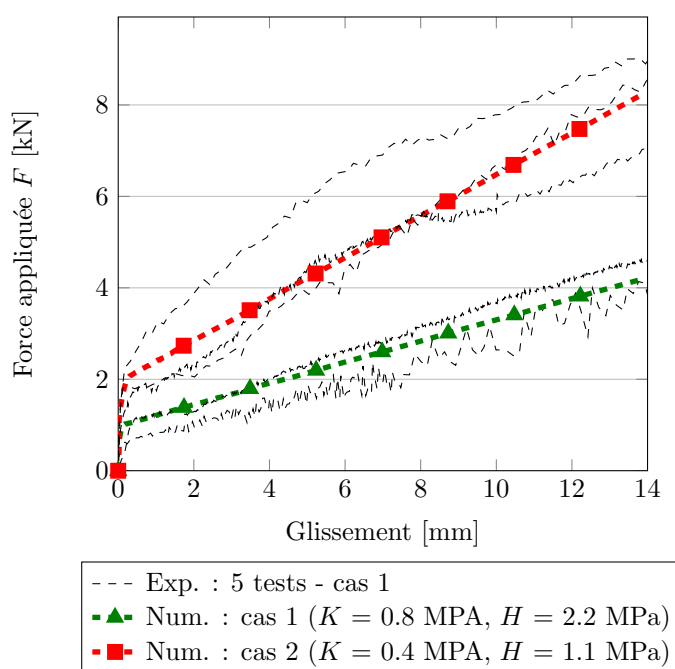 8
6
4
2
0
0 2 4 6 8 10 12 14
Force appliquée F [kN]
Glissement [mm]
Exp. : 5 tests - cas 1
Num. : cas 1 (K = 0.8 MPA, H = 2.2 MPa)
Num. : cas 2 (K = 0.4 MPA, H = 1.1 MPa)